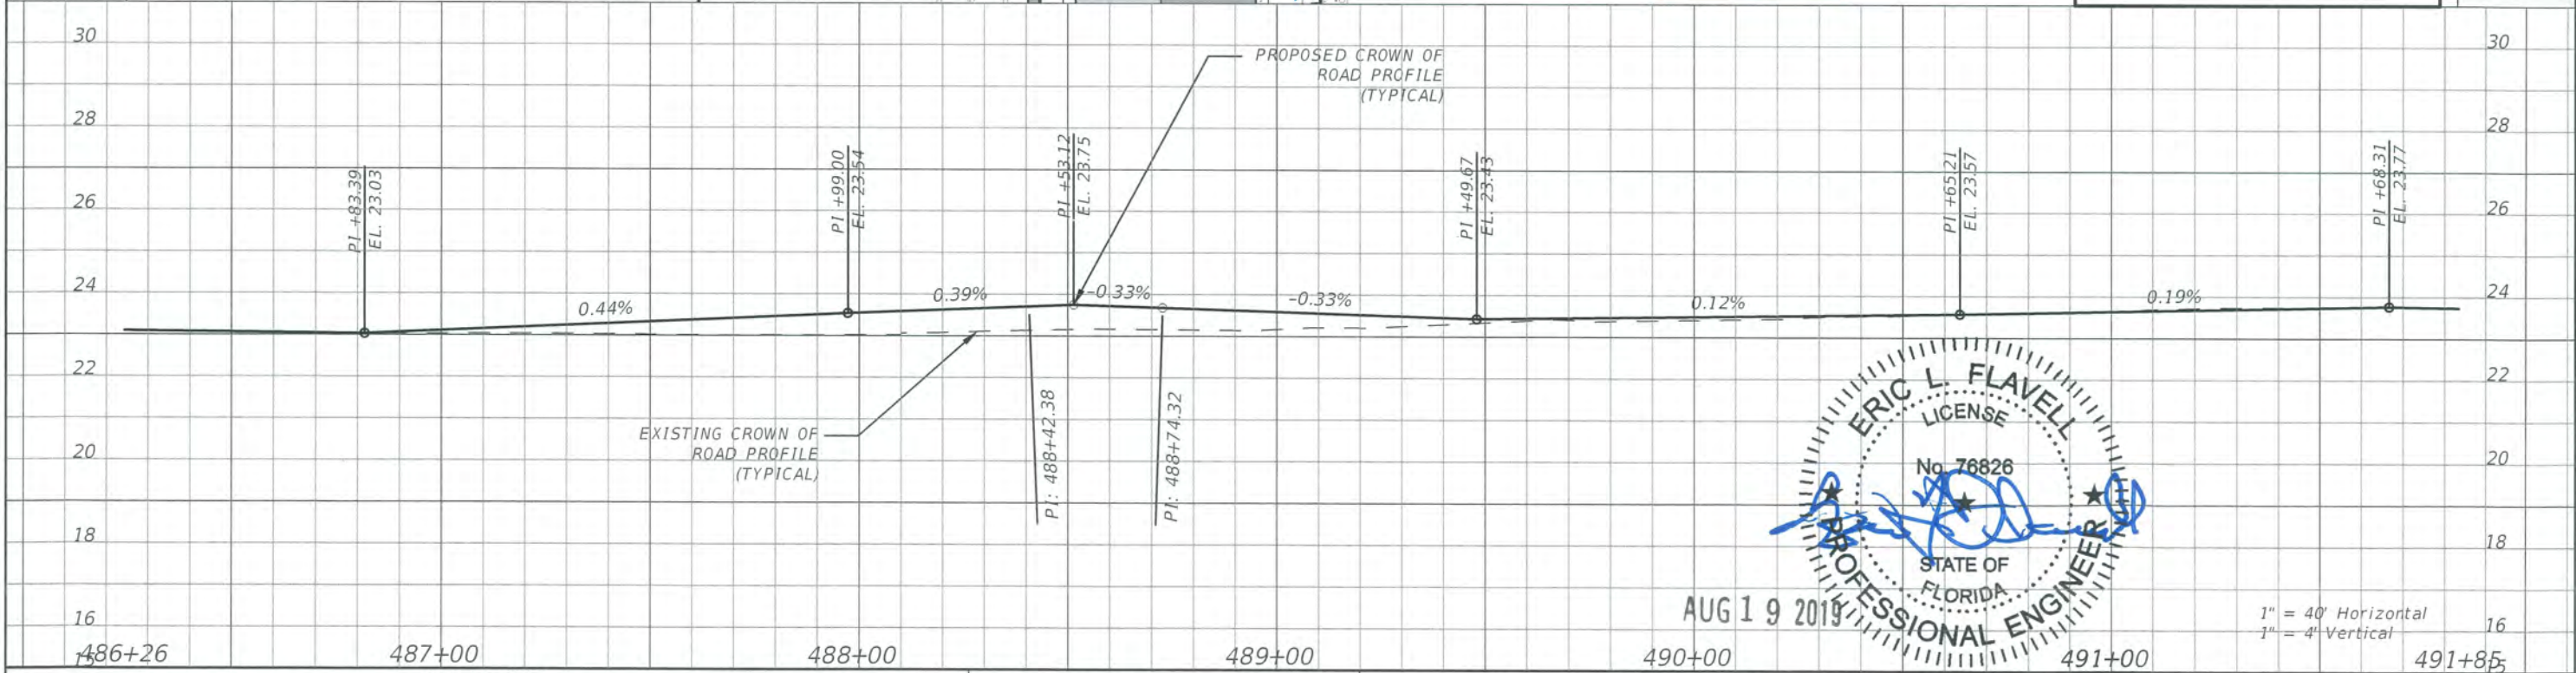 30
30
PROPOSED CROWN OF
ROAD PROFILE
(TYPICAL)
28
28
PI +83.39
EL. 23.03
PI +99.00
EL. 23.54
PI +53.12
EL. 23.75
PI +49.67
EL. 23.43
PI +65.21
EL. 23.57
PI +68.31
EL. 23.77
26
26
24
0.44%
0.39%
-0.33%
-0.33%
0.12%
0.19%
24
22
22
EXISTING CROWN OF
ROAD PROFILE
(TYPICAL)
PI: 488+42.38
PI: 488+74.32
20
20
ERIC L. FLAVELL
LICENSE
No. 76826
STATE OF
FLORIDA
PROFESSIONAL ENGINEER
18
18
AUG 19 2019
1" = 40' Horizontal
1" = 4' Vertical
16
16
15
486+26
487+00
488+00
489+00
490+00
491+00
491+85
15